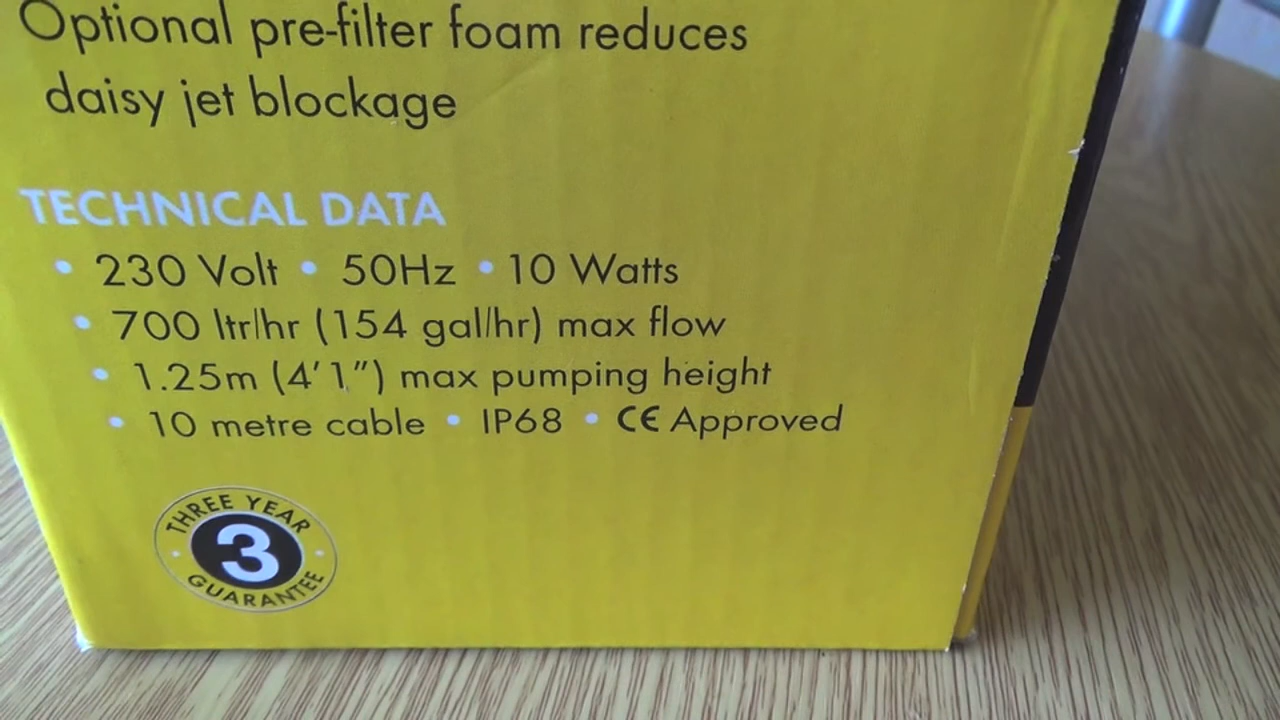 Optional pre-filter foam reduces
daisy jet blockage
TECHNICAL DATA
• 230 Volt • 50Hz • 10 Watts
• 700 ltr/hr (154 gal/hr) max flow
• 1.25m (4'1") max pumping height
• 10 metre cable • IP68 • CE Approved
THREE YEAR
3
GUARANTEE